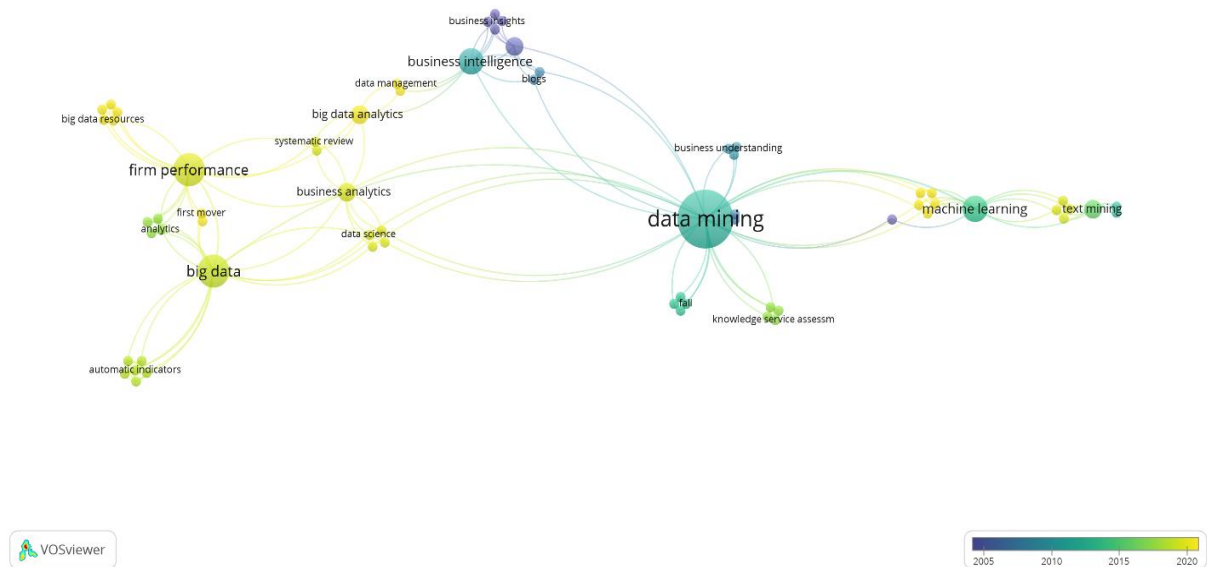 business insights
business intelligence
blogs
data management
big data analytics
big data resources
systematic review
business understanding
firm performance
business analytics
first mover
machine learning
text mining
data mining
analytics
data science
big data
fall
knowledge service assessm
automatic indicators
VOSviewer
2005 2010 2015 2020